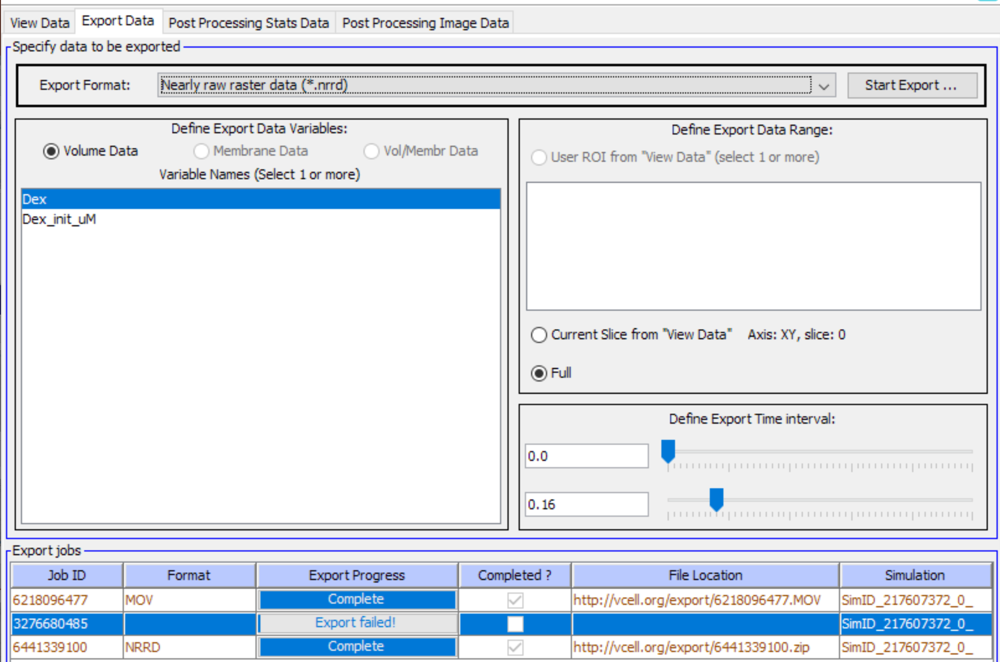 View Data Export Data Post Processing Stats Data Post Processing Image Data
Specify data to be exported
Export Format: Nearly raw raster data (*.nrrd) Start Export ...
Define Export Data Variables:
Volume Data Membrane Data Vol/Membr Data
Variable Names (Select 1 or more)
Dex
Dex_init_uM
Define Export Data Range:
User ROI from "View Data" (select 1 or more)
Current Slice from "View Data" Axis: XY, slice: 0
Full
Define Export Time interval:
0.0
0.16
Export jobs
Job ID Format Export Progress Completed ? File Location Simulation
6218096477 MOV Complete http://vcell.org/export/6218096477.MOV SimID_217607372_0_
3276680485 Export failed! SimID_217607372_0_
6441339100 NRRD Complete http://vcell.org/export/6441339100.zip SimID_217607372_0_